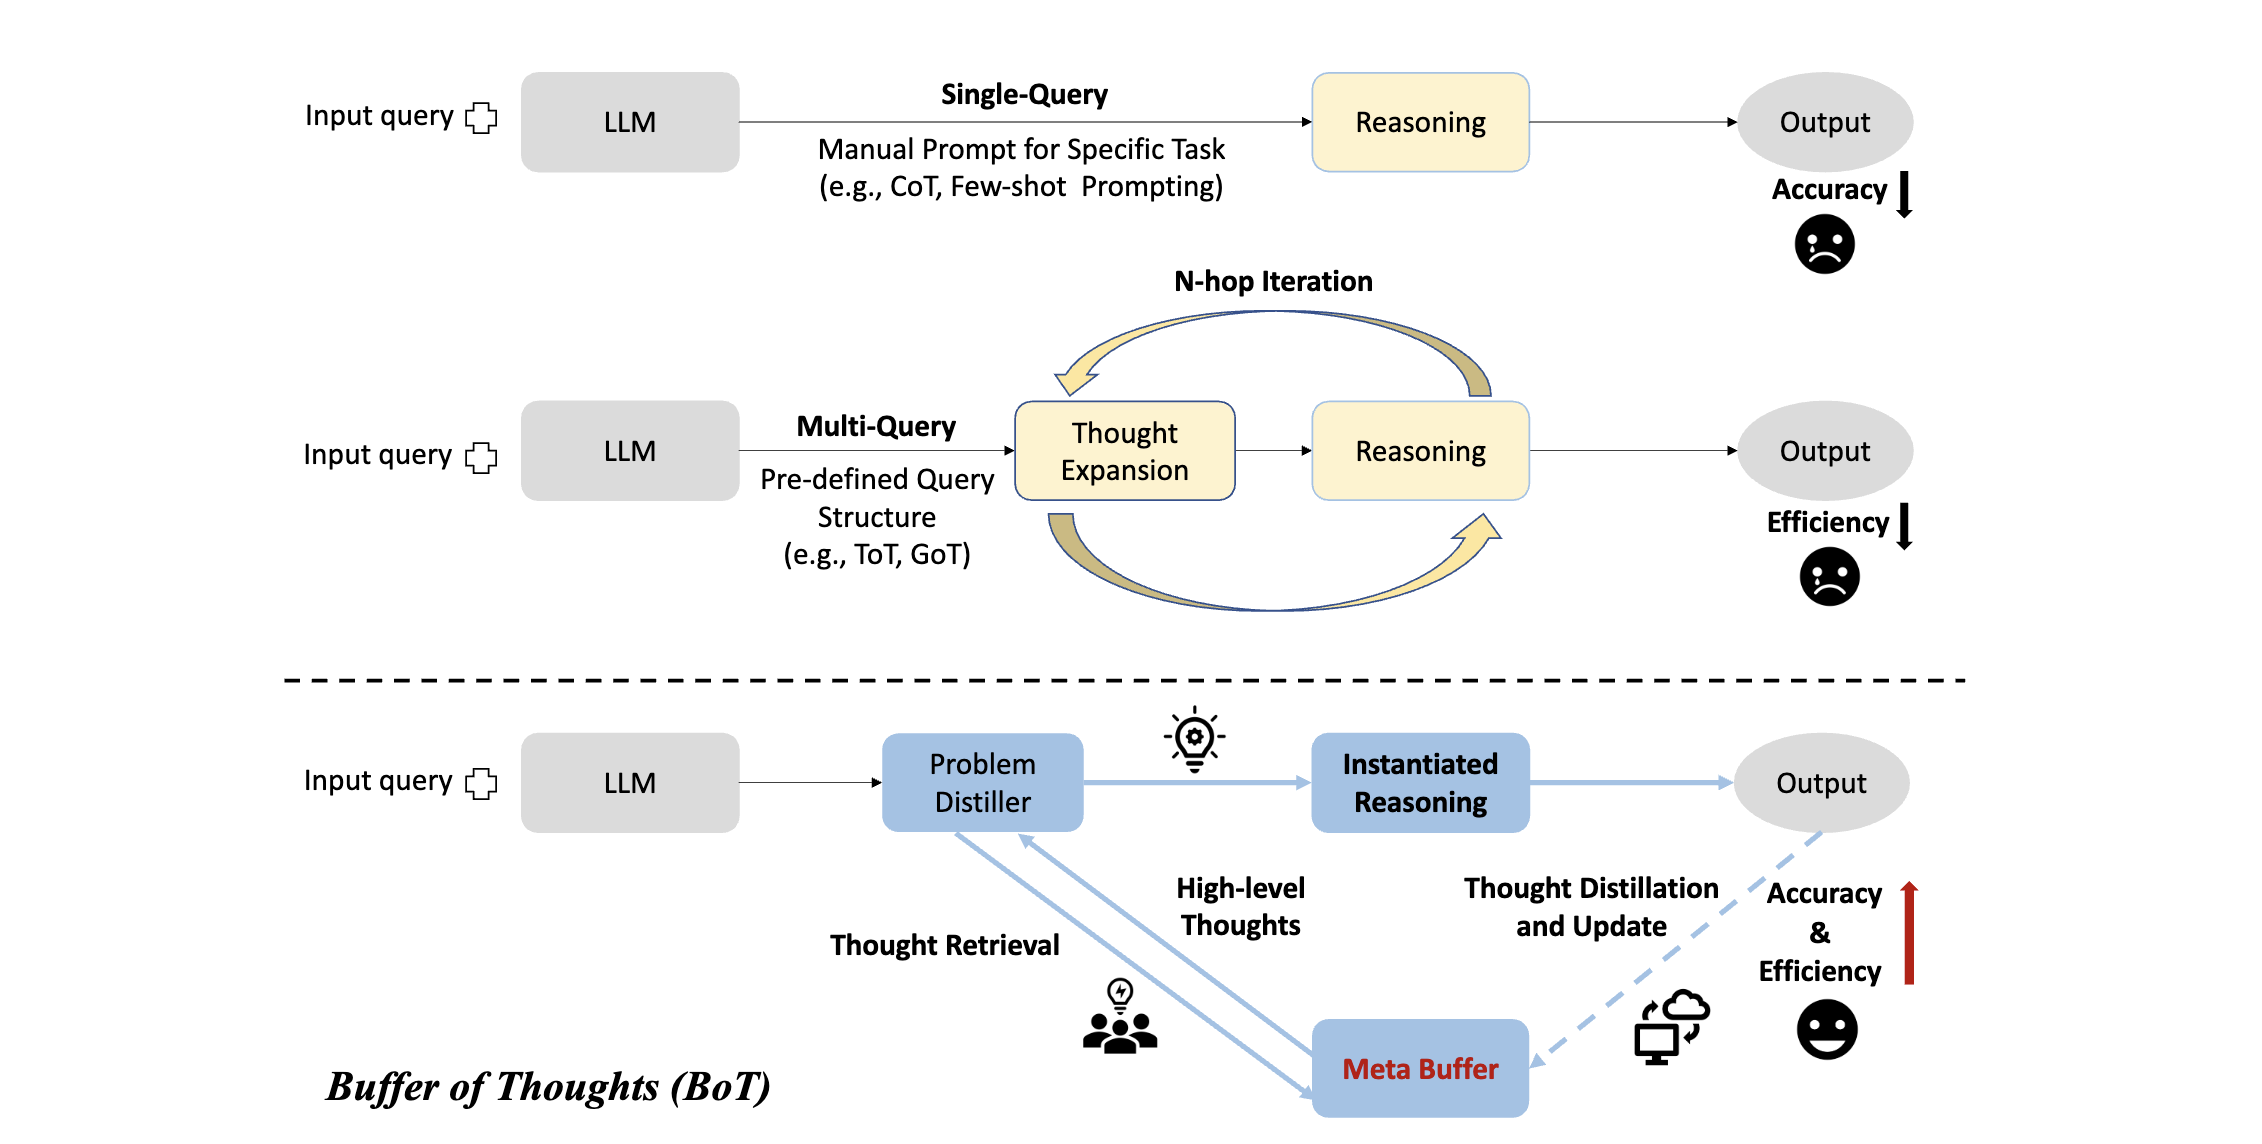 Input query
LLM
Single-Query
Manual Prompt for Specific Task
(e.g., CoT, Few-shot Prompting)
Reasoning
Output
Accuracy
N-hop Iteration
Input query
LLM
Multi-Query
Pre-defined Query
Structure
(e.g., ToT, GoT)
Thought
Expansion
Reasoning
Output
Efficiency
Input query
LLM
Problem
Distiller
Instantiated
Reasoning
Output
Thought Retrieval
High-level
Thoughts
Thought Distillation
and Update
Accuracy
&
Efficiency
Meta Buffer
Buffer of Thoughts (BoT)